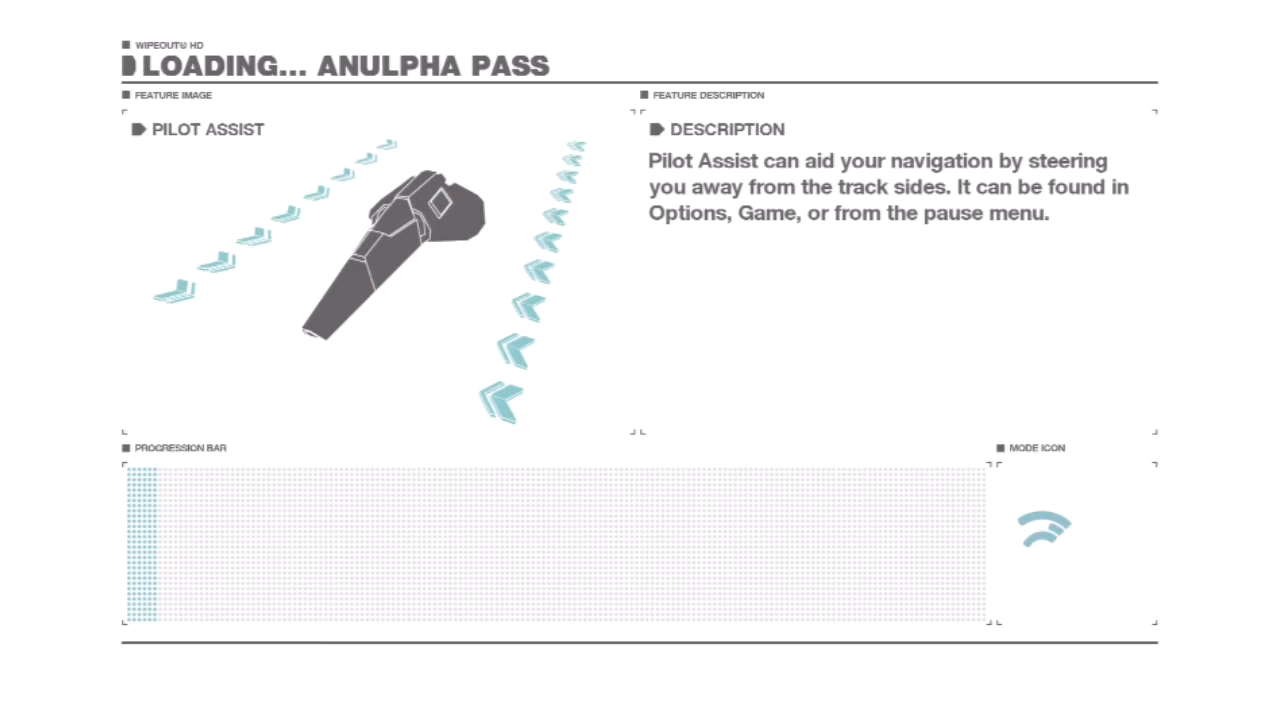 WIPEOUT® HD
LOADING... ANULPHA PASS
FEATURE IMAGE
PILOT ASSIST
FEATURE DESCRIPTION
DESCRIPTION
Pilot Assist can aid your navigation by steering
you away from the track sides. It can be found in
Options, Game, or from the pause menu.
PROGRESSION BAR
MODE ICON